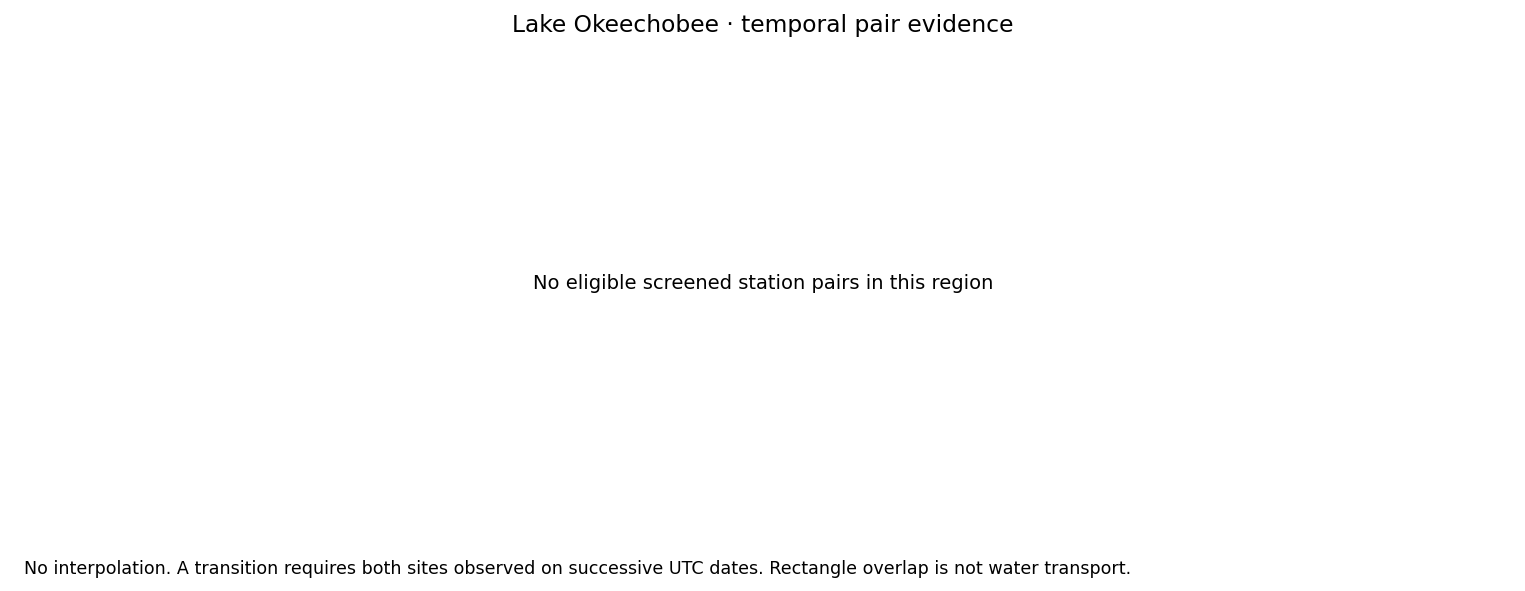 Lake Okeechobee · temporal pair evidence
No eligible screened station pairs in this region
No interpolation. A transition requires both sites observed on successive UTC dates. Rectangle overlap is not water transport.